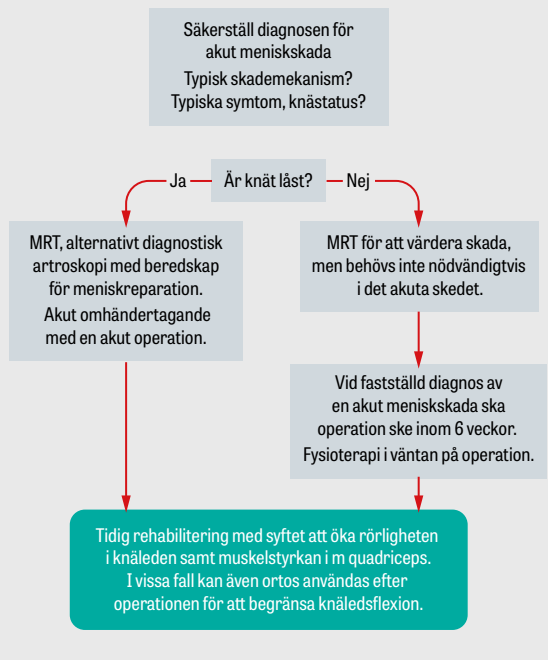 Säkerställ diagnosen för
akut meniskskada
Typisk skademekanism?
Typiska symtom, knästatus?
Ja
Är knät låst?
Nej
MRT, alternativt diagnostisk
artroskopi med beredskap
för meniskreparation.
Akut omhändertagande
med en akut operation.
MRT för att värdera skada,
men behövs inte nödvändigtvis
i det akuta skedet.
Vid fastställd diagnos av
en akut meniskskada ska
operation ske inom 6 veckor.
Fysioterapi i väntan på operation.
Tidig rehabilitering med syftet att öka rörligheten
i knäleden samt muskelstyrkan i m quadriceps.
I vissa fall kan även ortos användas efter
operationen för att begränsa knäledsflexion.